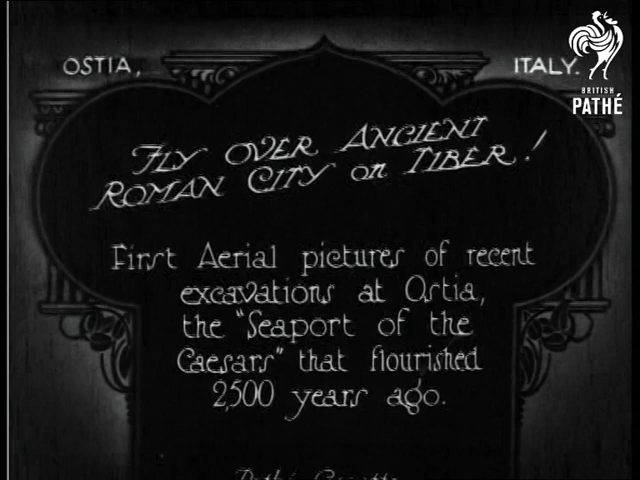 OSTIA, ITALY.
BRITISH
PATHÉ
FLY OVER ANCIENT
ROMAN CITY on TIBER!
First Aerial pictures of recent
excavations at Ostia,
the "Seaport of the
Caesars" that flourished
2,500 years ago.